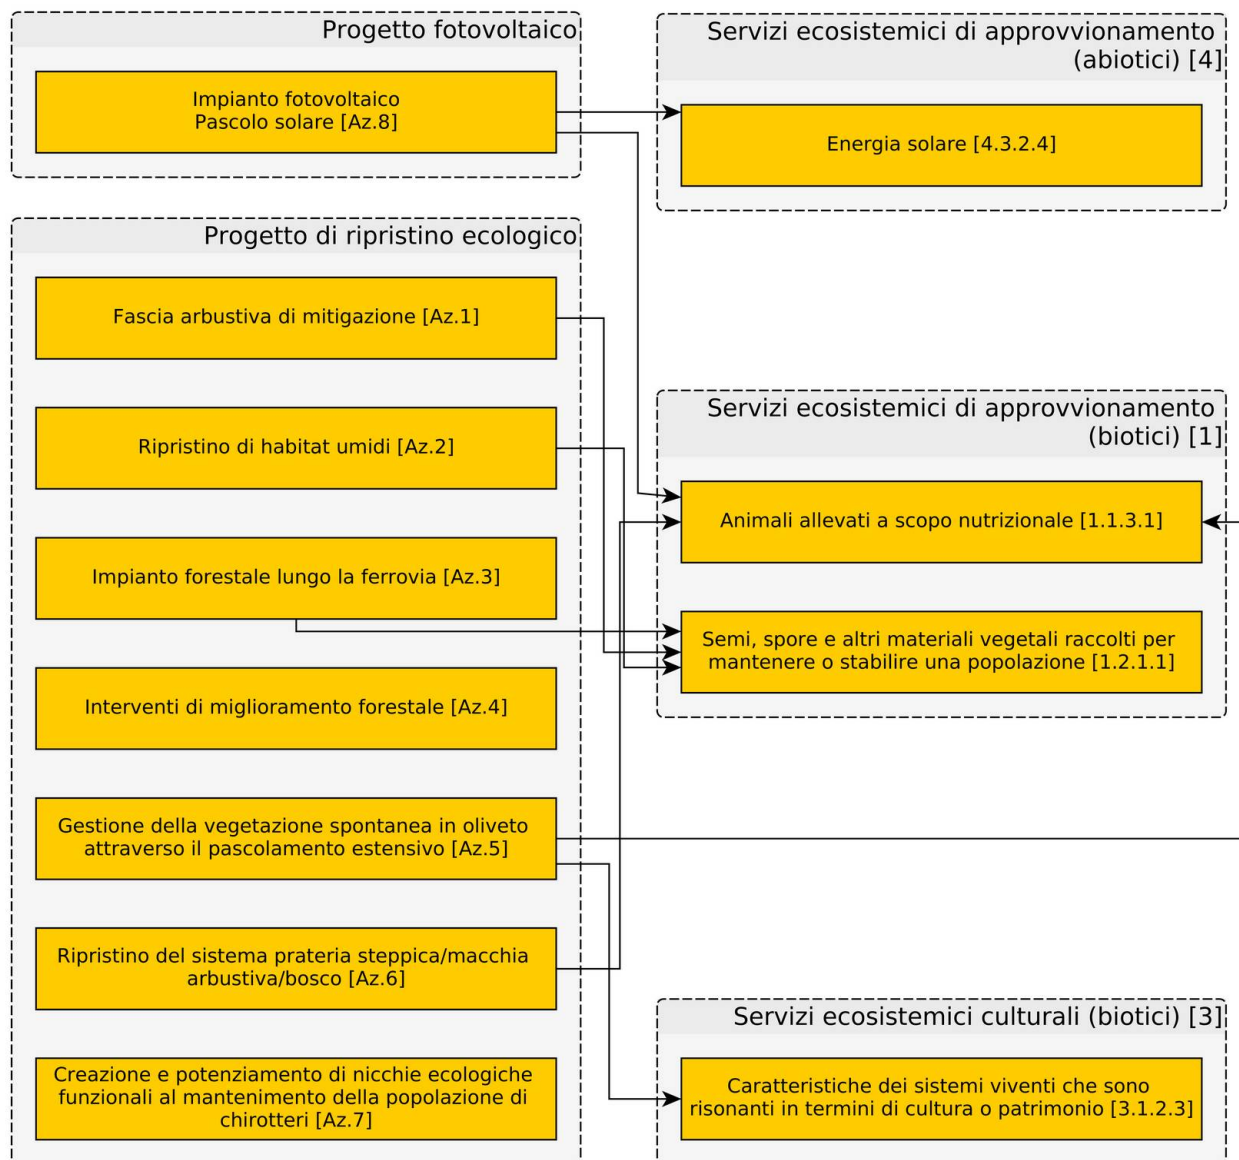 Progetto fotovoltaico
Impianto fotovoltaico
Pascolo solare [Az.8]
Progetto di ripristino ecologico
Fascia arbustiva di mitigazione [Az.1]
Ripristino di habitat umidi [Az.2]
Impianto forestale lungo la ferrovia [Az.3]
Interventi di miglioramento forestale [Az.4]
Gestione della vegetazione spontanea in oliveto
attraverso il pascolamento estensivo [Az.5]
Ripristino del sistema prateria steppica/macchia
arbustiva/bosco [Az.6]
Creazione e potenziamento di nicchie ecologiche
funzionali al mantenimento della popolazione di
chirotteri [Az.7]
Servizi ecosistemici di approvvionamento
(abiotici) [4]
Energia solare [4.3.2.4]
Servizi ecosistemici di approvvionamento
(biotici) [1]
Animali allevati a scopo nutrizionale [1.1.3.1]
Semi, spore e altri materiali vegetali raccolti per
mantenere o stabilire una popolazione [1.2.1.1]
Servizi ecosistemici culturali (biotici) [3]
Caratteristiche dei sistemi viventi che sono
risonanti in termini di cultura o patrimonio [3.1.2.3]